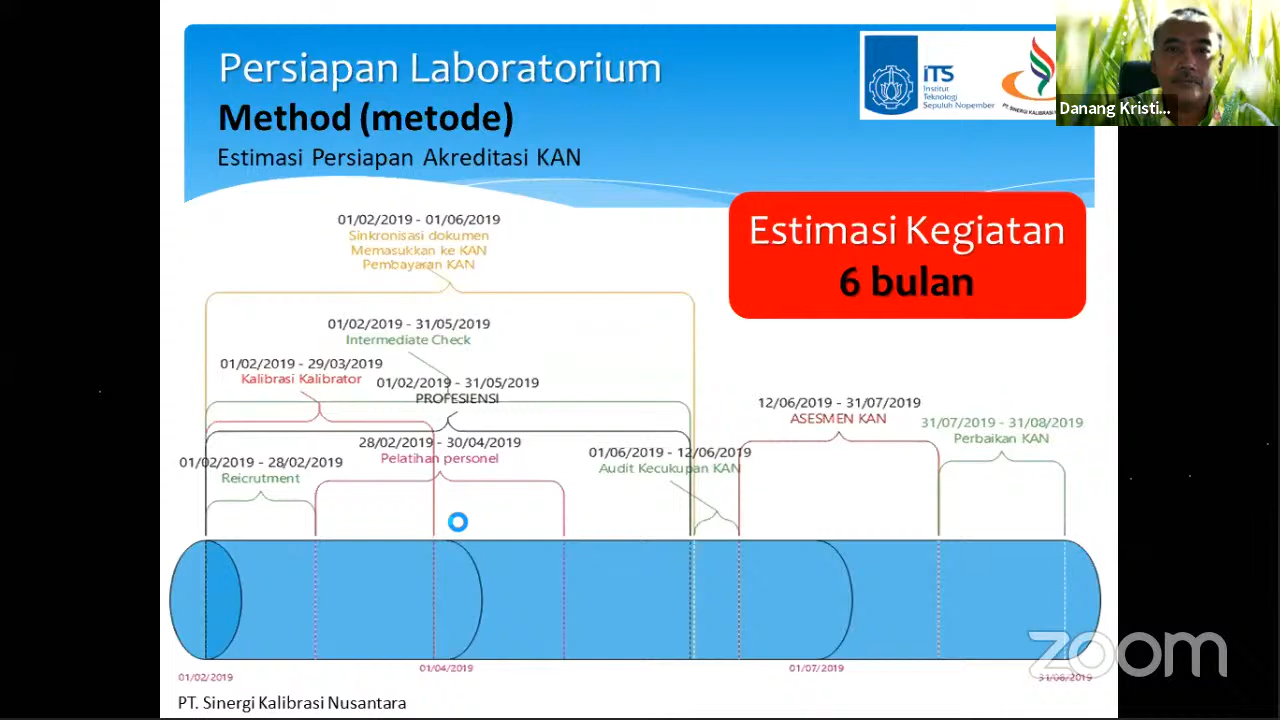 Persiapan Laboratorium
Method (metode)
Estimasi Persiapan Akreditasi KAN
iTS
Institut
Teknologi
Sepuluh Nopember
PT. SINERGI KALIBRASI
Danang Kristi...
Estimasi Kegiatan
6 bulan
01/02/2019 - 01/06/2019
Sinkronisasi dokumen
Memasukkan ke KAN
Pembayaran KAN
01/02/2019 - 31/05/2019
Intermediate Check
01/02/2019 - 29/03/2019
Kalibrasi Kalibrator
01/02/2019 - 31/05/2019
PROFESIENSI
12/06/2019 - 31/07/2019
ASESMEN KAN
31/07/2019 - 31/08/2019
Perbaikan KAN
28/02/2019 - 30/04/2019
Pelatihan personel
01/06/2019 - 12/06/2019
Audit Kecukupan KAN
01/02/2019 - 28/02/2019
Reicrutment
01/02/2019
01/04/2019
01/07/2019
zoom
PT. Sinergi Kalibrasi Nusantara